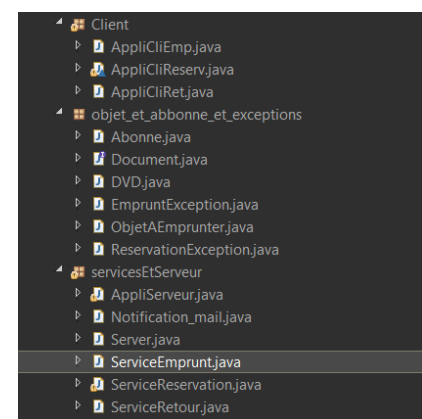 Client
AppliCliEmp.java
AppliCliReserv.java
AppliCliRet.java
objet_et_abbonne_et_exceptions
Abonne.java
Document.java
DVD.java
EmpruntException.java
ObjetAEmprunter.java
ReservationException.java
servicesEtServeur
AppliServeur.java
Notification_mail.java
Server.java
ServiceEmprunt.java
ServiceReservation.java
ServiceRetour.java